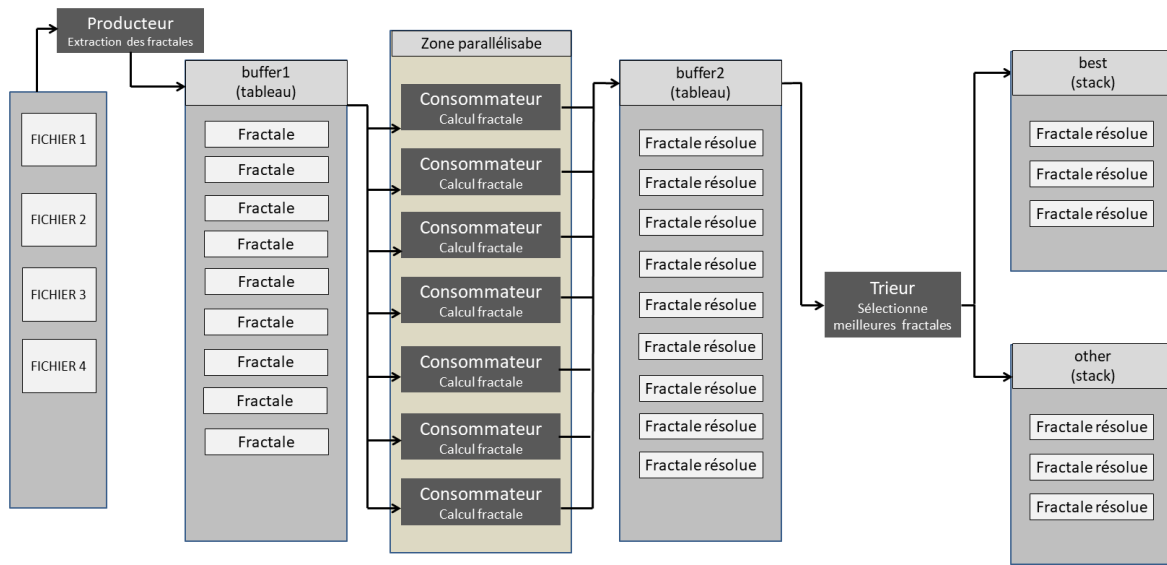 Producteur
Extraction des fractales
FICHIER 1
FICHIER 2
FICHIER 3
FICHIER 4
buffer1
(tableau)
Fractale
Fractale
Fractale
Fractale
Fractale
Fractale
Fractale
Fractale
Fractale
Zone parallélisabe
Consommateur
Calcul fractale
Consommateur
Calcul fractale
Consommateur
Calcul fractale
Consommateur
Calcul fractale
Consommateur
Calcul fractale
Consommateur
Calcul fractale
Consommateur
Calcul fractale
buffer2
(tableau)
Fractale résolue
Fractale résolue
Fractale résolue
Fractale résolue
Fractale résolue
Fractale résolue
Fractale résolue
Fractale résolue
Fractale résolue
Trieur
Sélectionne
meilleures fractales
best
(stack)
Fractale résolue
Fractale résolue
Fractale résolue
other
(stack)
Fractale résolue
Fractale résolue
Fractale résolue